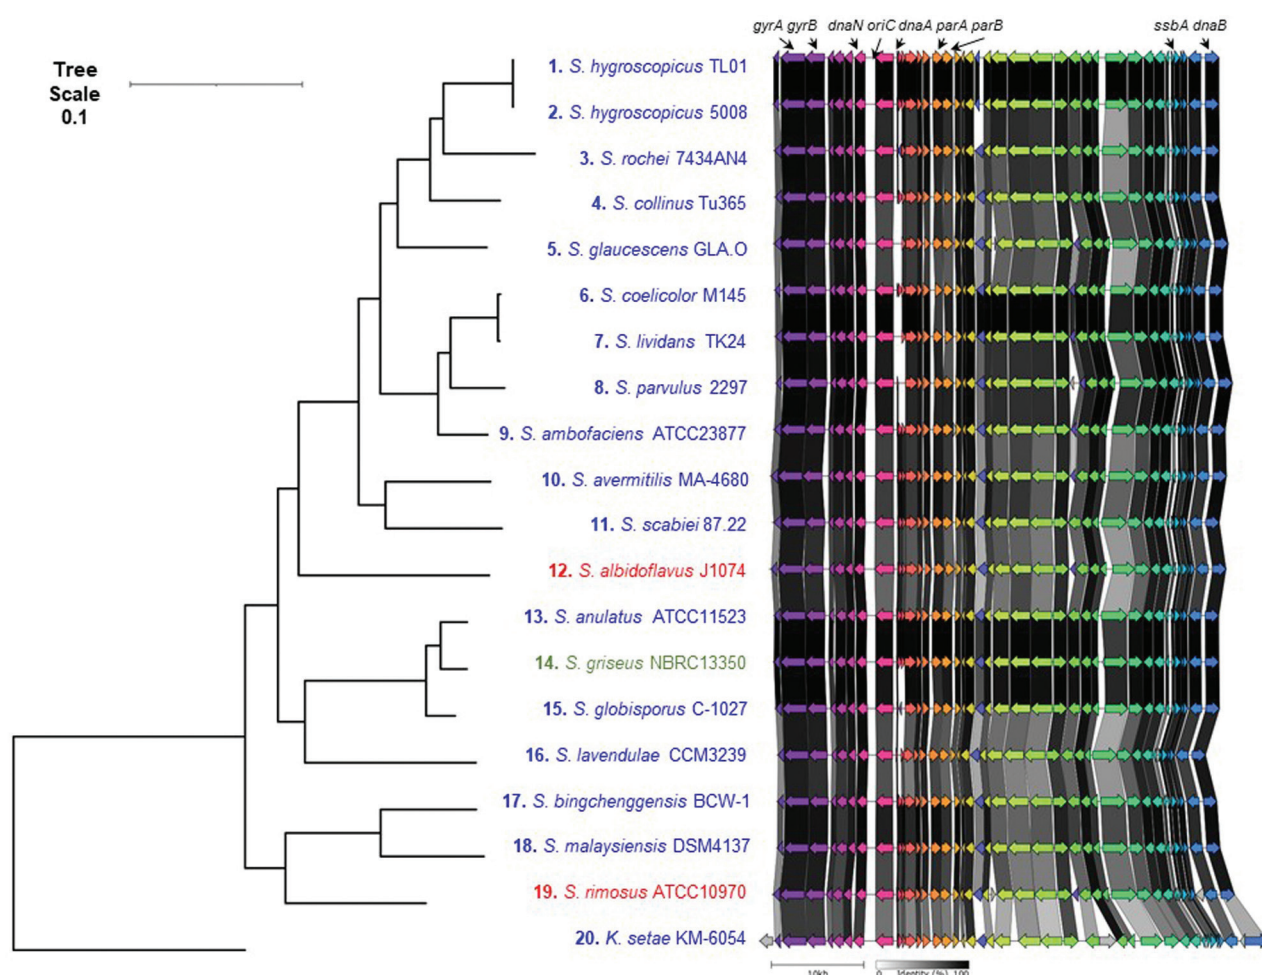 gyrA gyrB dnaN oriC dnaA parA parB ssbA dnaB
Tree
Scale
0.1
1. S. hygroscopicus TL01
2. S. hygroscopicus 5008
3. S. rochei 7434AN4
4. S. collinus Tu365
5. S. glaucescens GLA.O
6. S. coelicolor M145
7. S. lividans TK24
8. S. parvulus 2297
9. S. ambofaciens ATCC23877
10. S. avermitilis MA-4680
11. S. scabiei 87.22
12. S. albidoflavus J1074
13. S. anulatus ATCC11523
14. S. griseus NBRC13350
15. S. globisporus C-1027
16. S. lavendulae CCM3239
17. S. bingchenggensis BCW-1
18. S. malaysiensis DSM4137
19. S. rimosus ATCC10970
20. K. setae KM-6054
10kb 0 Identity (%) 100